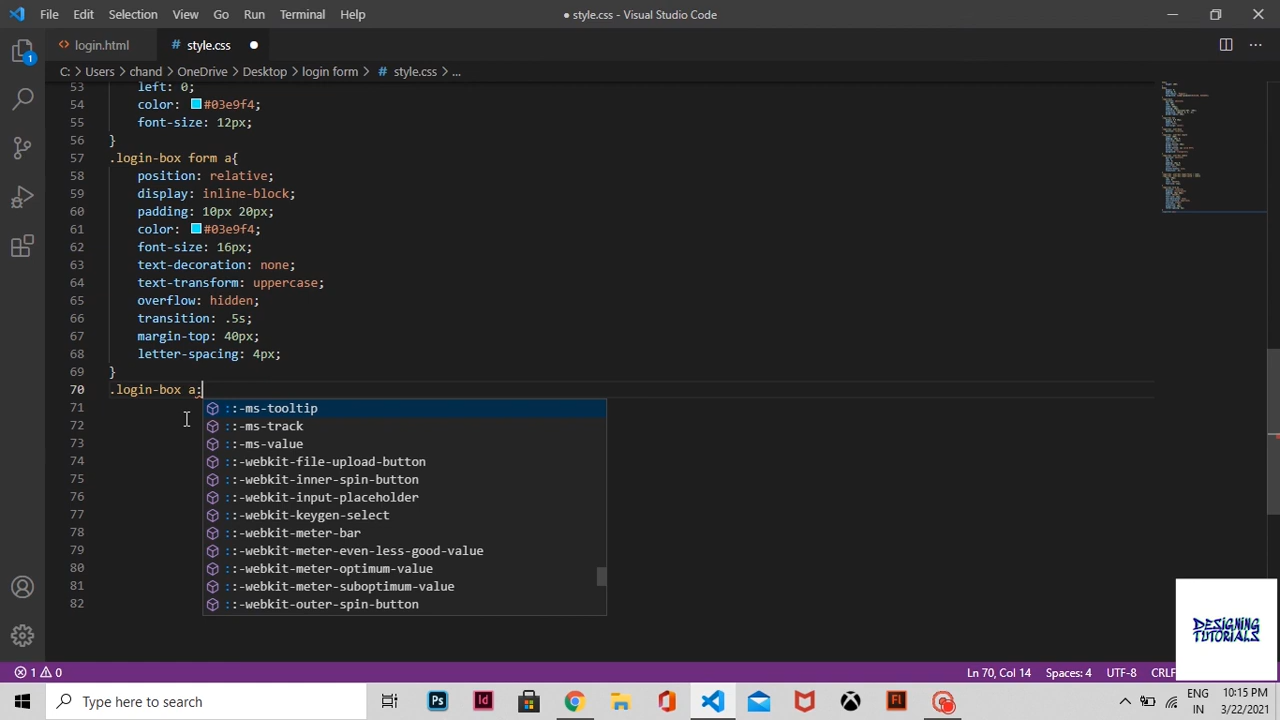 File Edit Selection View Go Run Terminal Help
● style.css - Visual Studio Code
login.html
style.css
C: > Users > chand > OneDrive > Desktop > login form > style.css > ...
53 left: 0;
54 color: #03e9f4;
55 font-size: 12px;
56 }
57 .login-box form a{
58 position: relative;
59 display: inline-block;
60 padding: 10px 20px;
61 color: #03e9f4;
62 font-size: 16px;
63 text-decoration: none;
64 text-transform: uppercase;
65 overflow: hidden;
66 transition: .5s;
67 margin-top: 40px;
68 letter-spacing: 4px;
69 }
70 .login-box a:
71 ::-ms-tooltip
72 ::-ms-track
73 ::-ms-value
74 ::-webkit-file-upload-button
75 ::-webkit-inner-spin-button
76 ::-webkit-input-placeholder
77 ::-webkit-keygen-select
78 ::-webkit-meter-bar
79 ::-webkit-meter-even-less-good-value
80 ::-webkit-meter-optimum-value
81 ::-webkit-meter-suboptimum-value
82 ::-webkit-outer-spin-button
1
DESIGNING
TUTORIALS
1 0
Ln 70, Col 14 Spaces: 4 UTF-8 CRLF
Type here to search
Ps
Id
Fl
ENG
IN
10:15 PM
3/22/2021